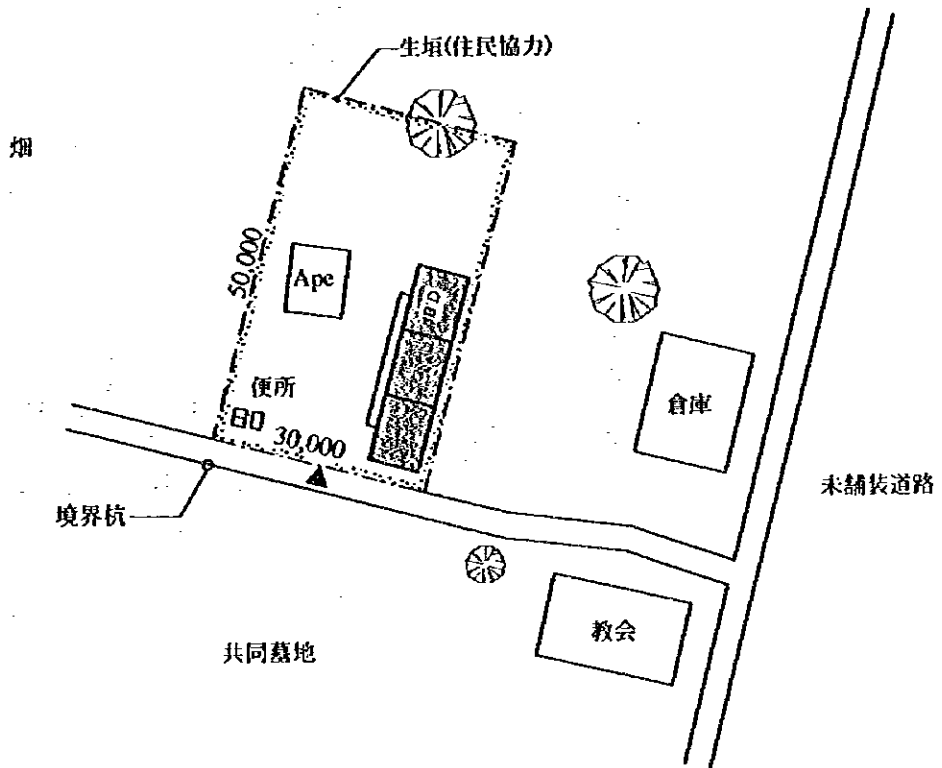 生垣(住民協力)
畑
50,000
Ape
便所
30,000
倉庫
未舗装道路
境界杭
教会
共同墓地